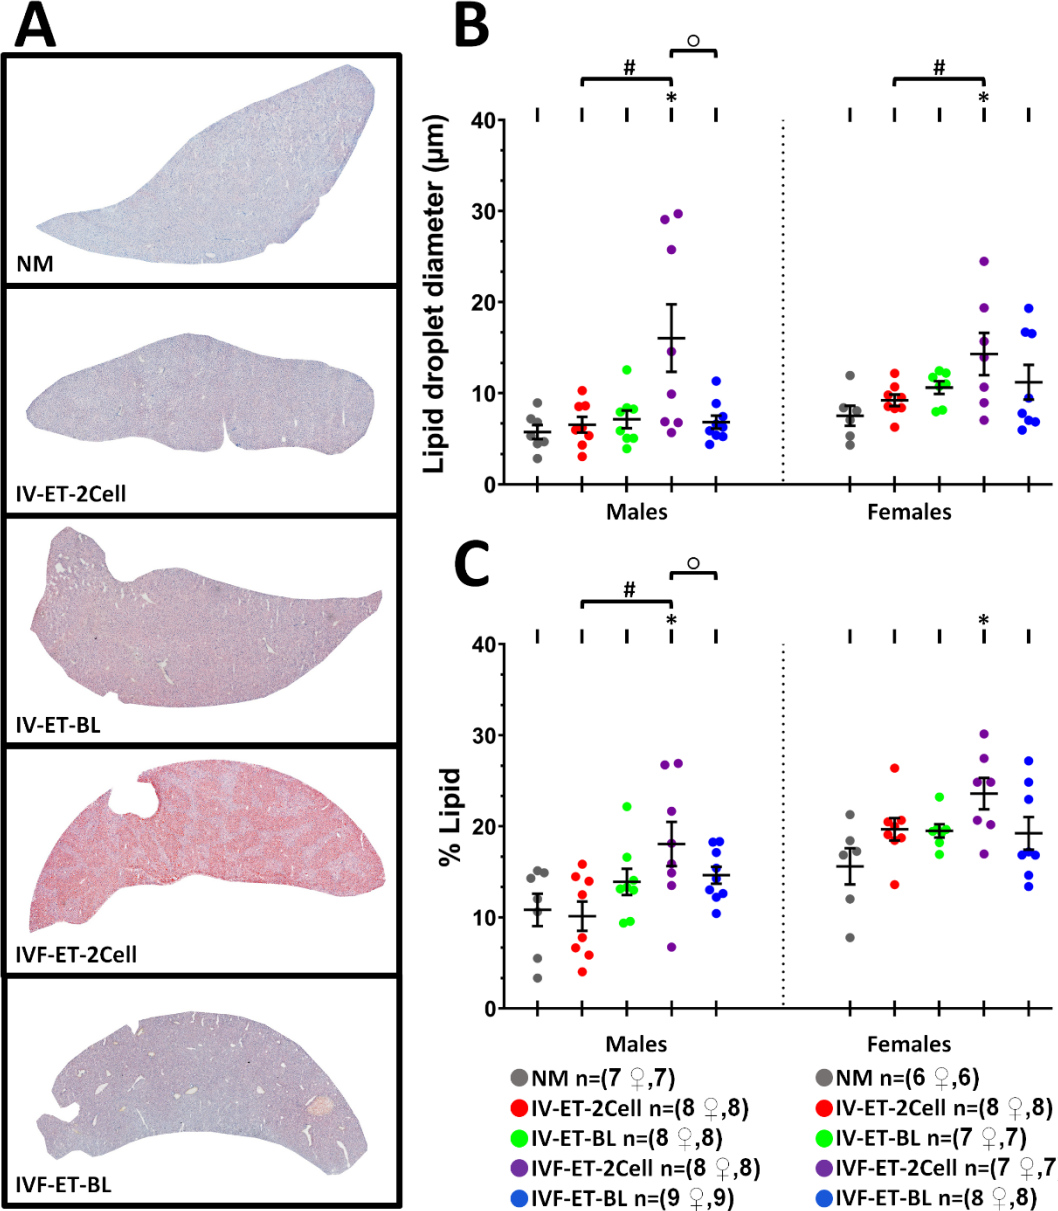 A
NM
IV-ET-2Cell
IV-ET-BL
IVF-ET-2Cell
IVF-ET-BL
B
○
# #
* *
Lipid droplet diameter (μm)
40
30
20
10
0
Males Females
C
○
#
* *
% Lipid
40
30
20
10
0
Males Females
NM n=(7 ♀,7) NM n=(6 ♀,6)
IV-ET-2Cell n=(8 ♀,8) IV-ET-2Cell n=(8 ♀,8)
IV-ET-BL n=(8 ♀,8) IV-ET-BL n=(7 ♀,7)
IVF-ET-2Cell n=(8 ♀,8) IVF-ET-2Cell n=(7 ♀,7
IVF-ET-BL n=(9 ♀,9) IVF-ET-BL n=(8 ♀,8)